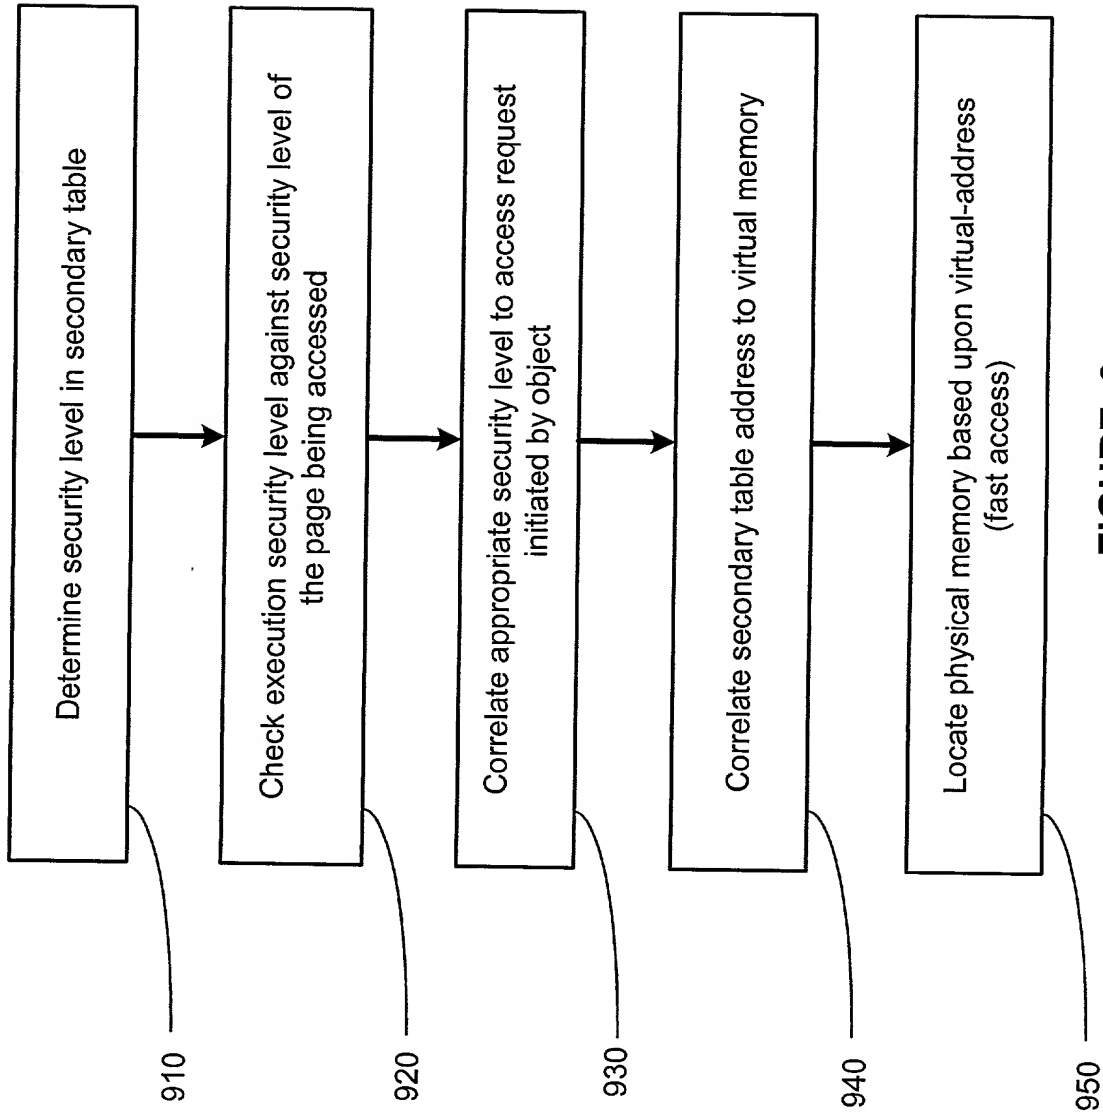 Determine security level in secondary table
Check execution security level against security level of
the page being accessed
Correlate appropriate security level to access request
initiated by object
Correlate secondary table address to virtual memory
Locate physical memory based upon virtual-address
(fast access)
910
920
930
940
950